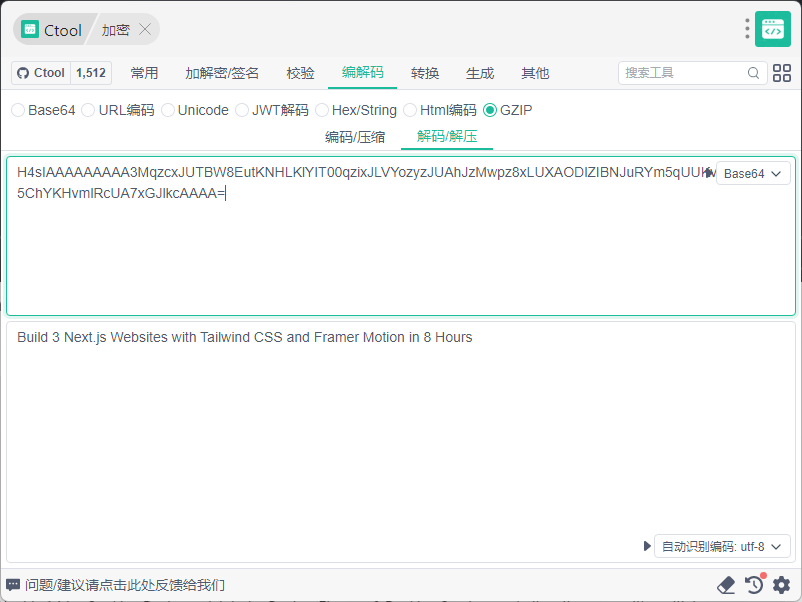 Ctool 加密
Ctool 1,512 常用 加解密/签名 校验 编解码 转换 生成 其他 搜索工具
Base64 URL编码 Unicode JWT解码 Hex/String Html编码 GZIP
编码/压缩 解码/解压
H4sIAAAAAAAAA3MqzcxJUTBW8EutKNHLKlYIT00qzixJLVYozyzJUAhJzMwpz8xLUXAODlZIBNJuRYm5qUUK
Base64
5ChYKHvmlRcUA7xGJlkcAAAA=
Build 3 Next.js Websites with Tailwind CSS and Framer Motion in 8 Hours
自动识别编码: utf-8
问题/建议请点击此处反馈给我们